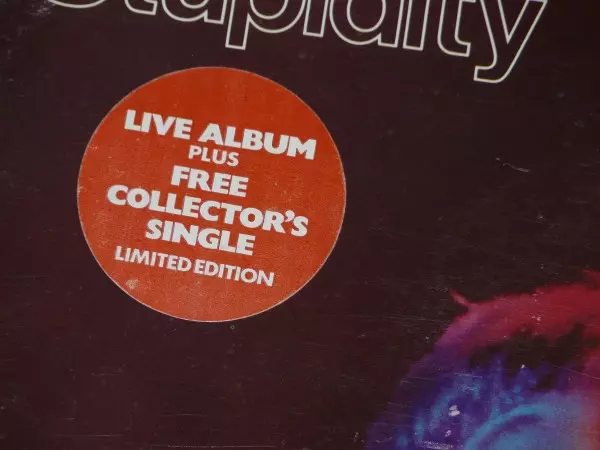 Stupidity
LIVE ALBUM
PLUS
FREE
COLLECTOR'S
SINGLE
LIMITED EDITION